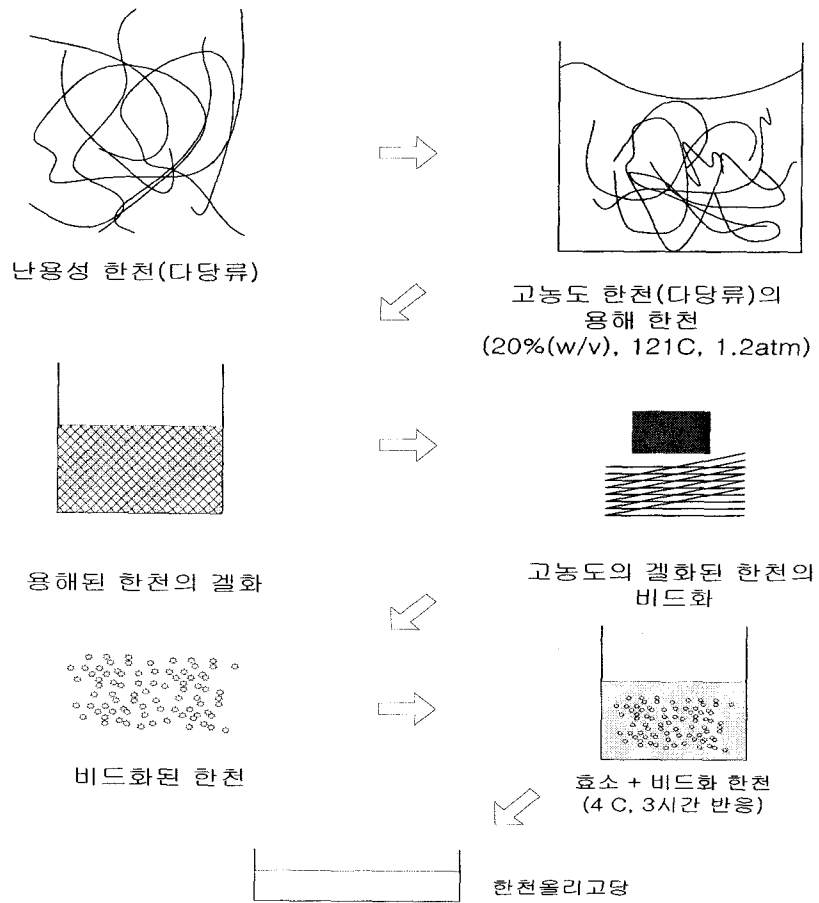 난용성 한천(다당류)
고농도 한천(다당류)의
용해 한천
(20%(w/v), 121C, 1.2atm)
용해된 한천의 겔화
고농도의 겔화된 한천의
비드화
비드화된 한천
효소 + 비드화 한천
(4 C, 3시간 반응)
한천올리고당